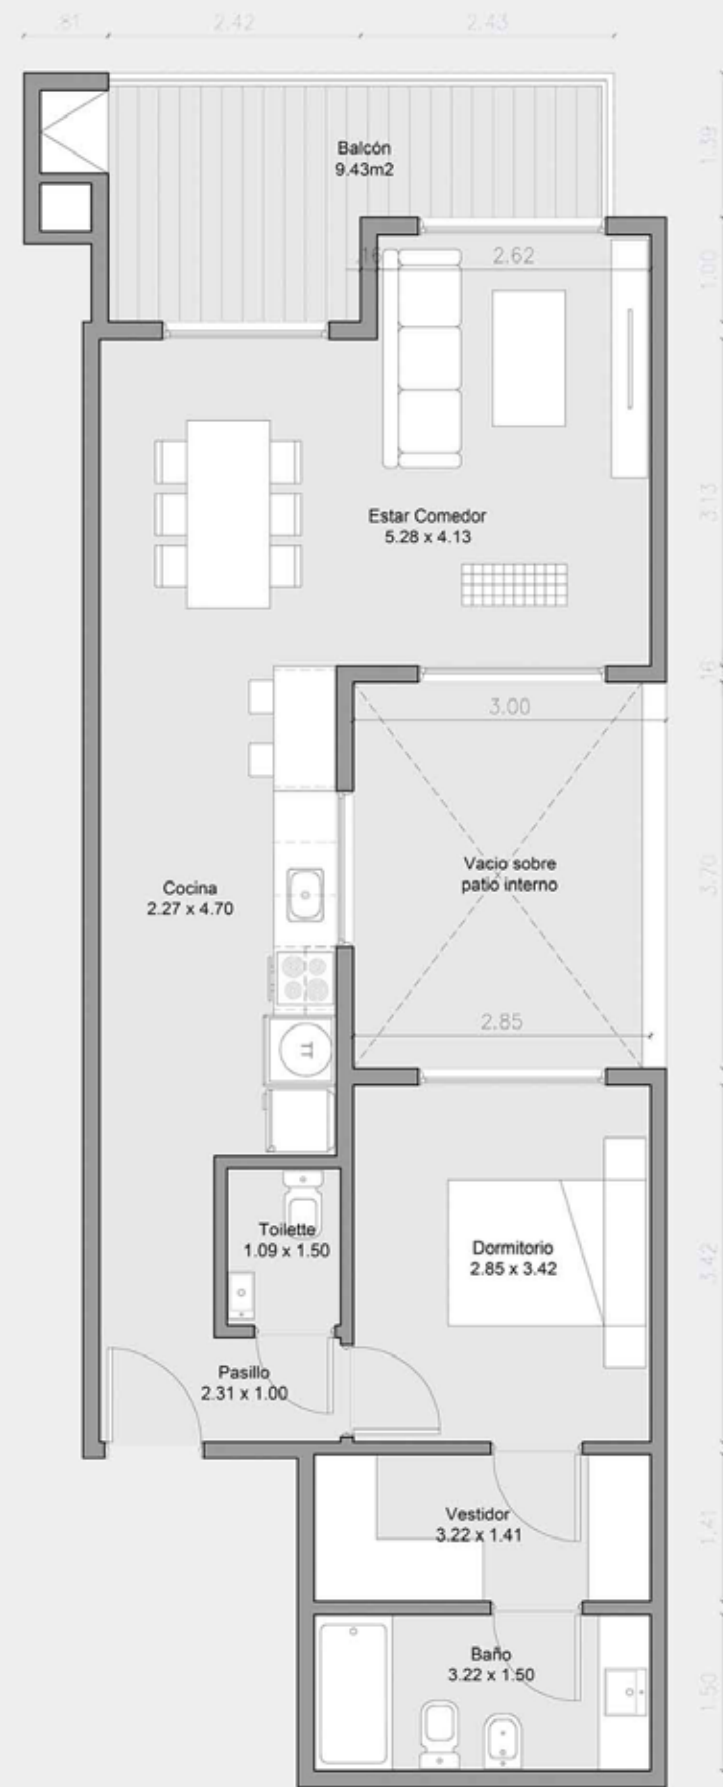 .81
2.42
2.43
Balcón
9.43m2
1.39
.16
2.62
1.00
Estar Comedor
5.28 x 4.13
3.13
.16
3.00
Cocina
2.27 x 4.70
Vacio sobre
patio interno
3.70
2.85
TT
Toilette
1.09 x 1.50
Dormitorio
2.85 x 3.42
3.42
Pasillo
2.31 x 1.00
Vestidor
3.22 x 1.41
1.41
Baño
3.22 x 1.50
1.50